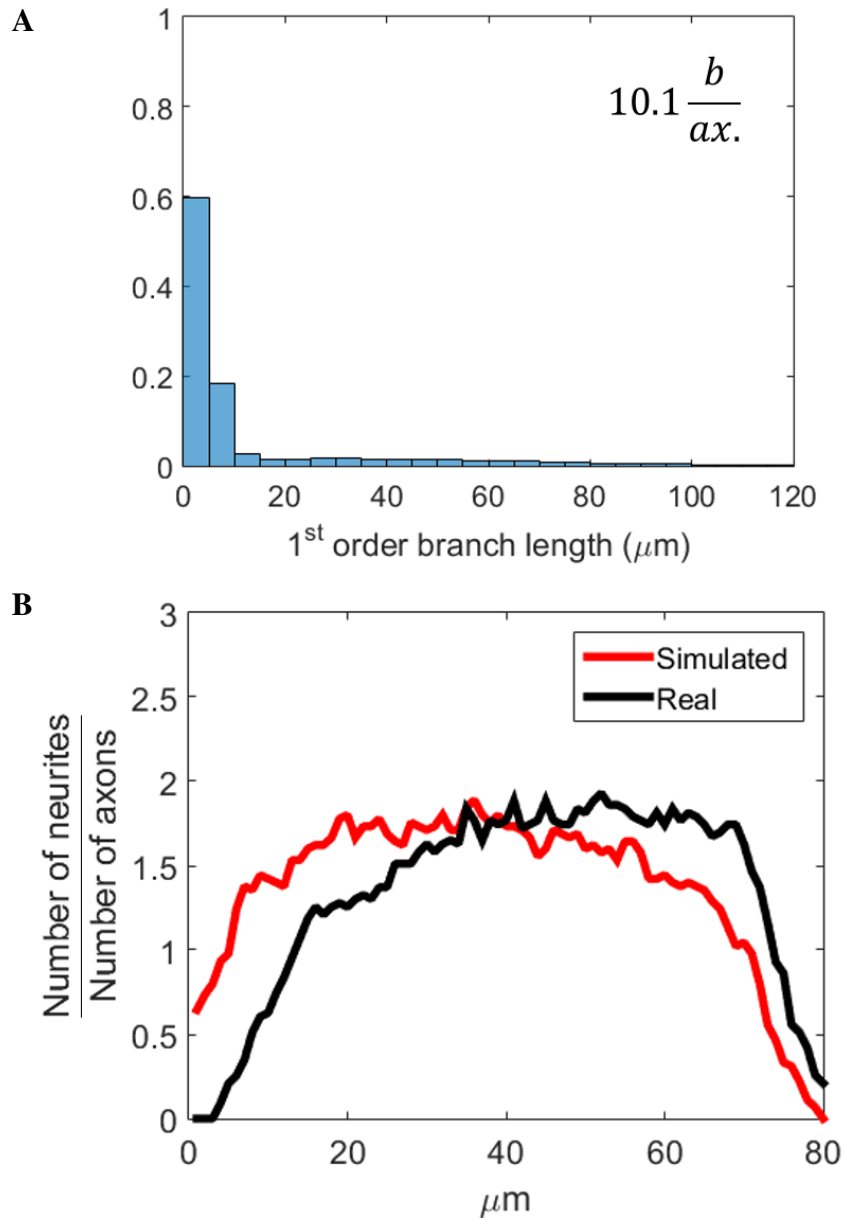 A
1
0.8
0.6
0.4
0.2
0
10.1 b/ax.
0 20 40 60 80 100 120
1st order branch length (μm)
B
3
2.5
2
1.5
1
0.5
0
Number of neurites
Number of axons
Simulated
Real
0 20 40 60 80
μm